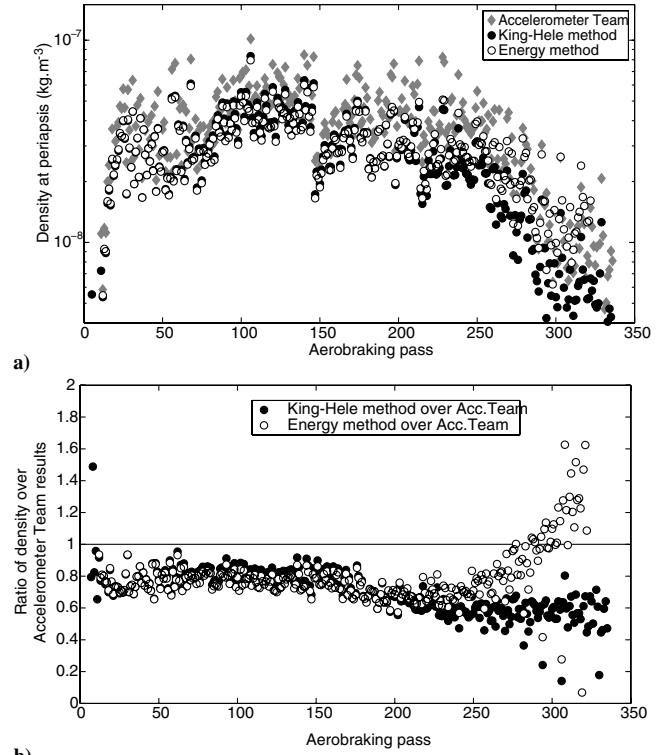 10⁻⁷
Accelerometer Team
King-Hele method
Energy method
Density at periapsis (kg.m⁻³)
10⁻⁸
0 50 100 150 200 250 300 350
Aerobraking pass
a)
2
King-Hele method over Acc.Team
1.8
Energy method over Acc.Team
1.6
1.4
1.2
Ratio of density over
Accelerometer Team results
1
0.8
0.6
0.4
0.2
0
0 50 100 150 200 250 300 350
Aerobraking pass
b)